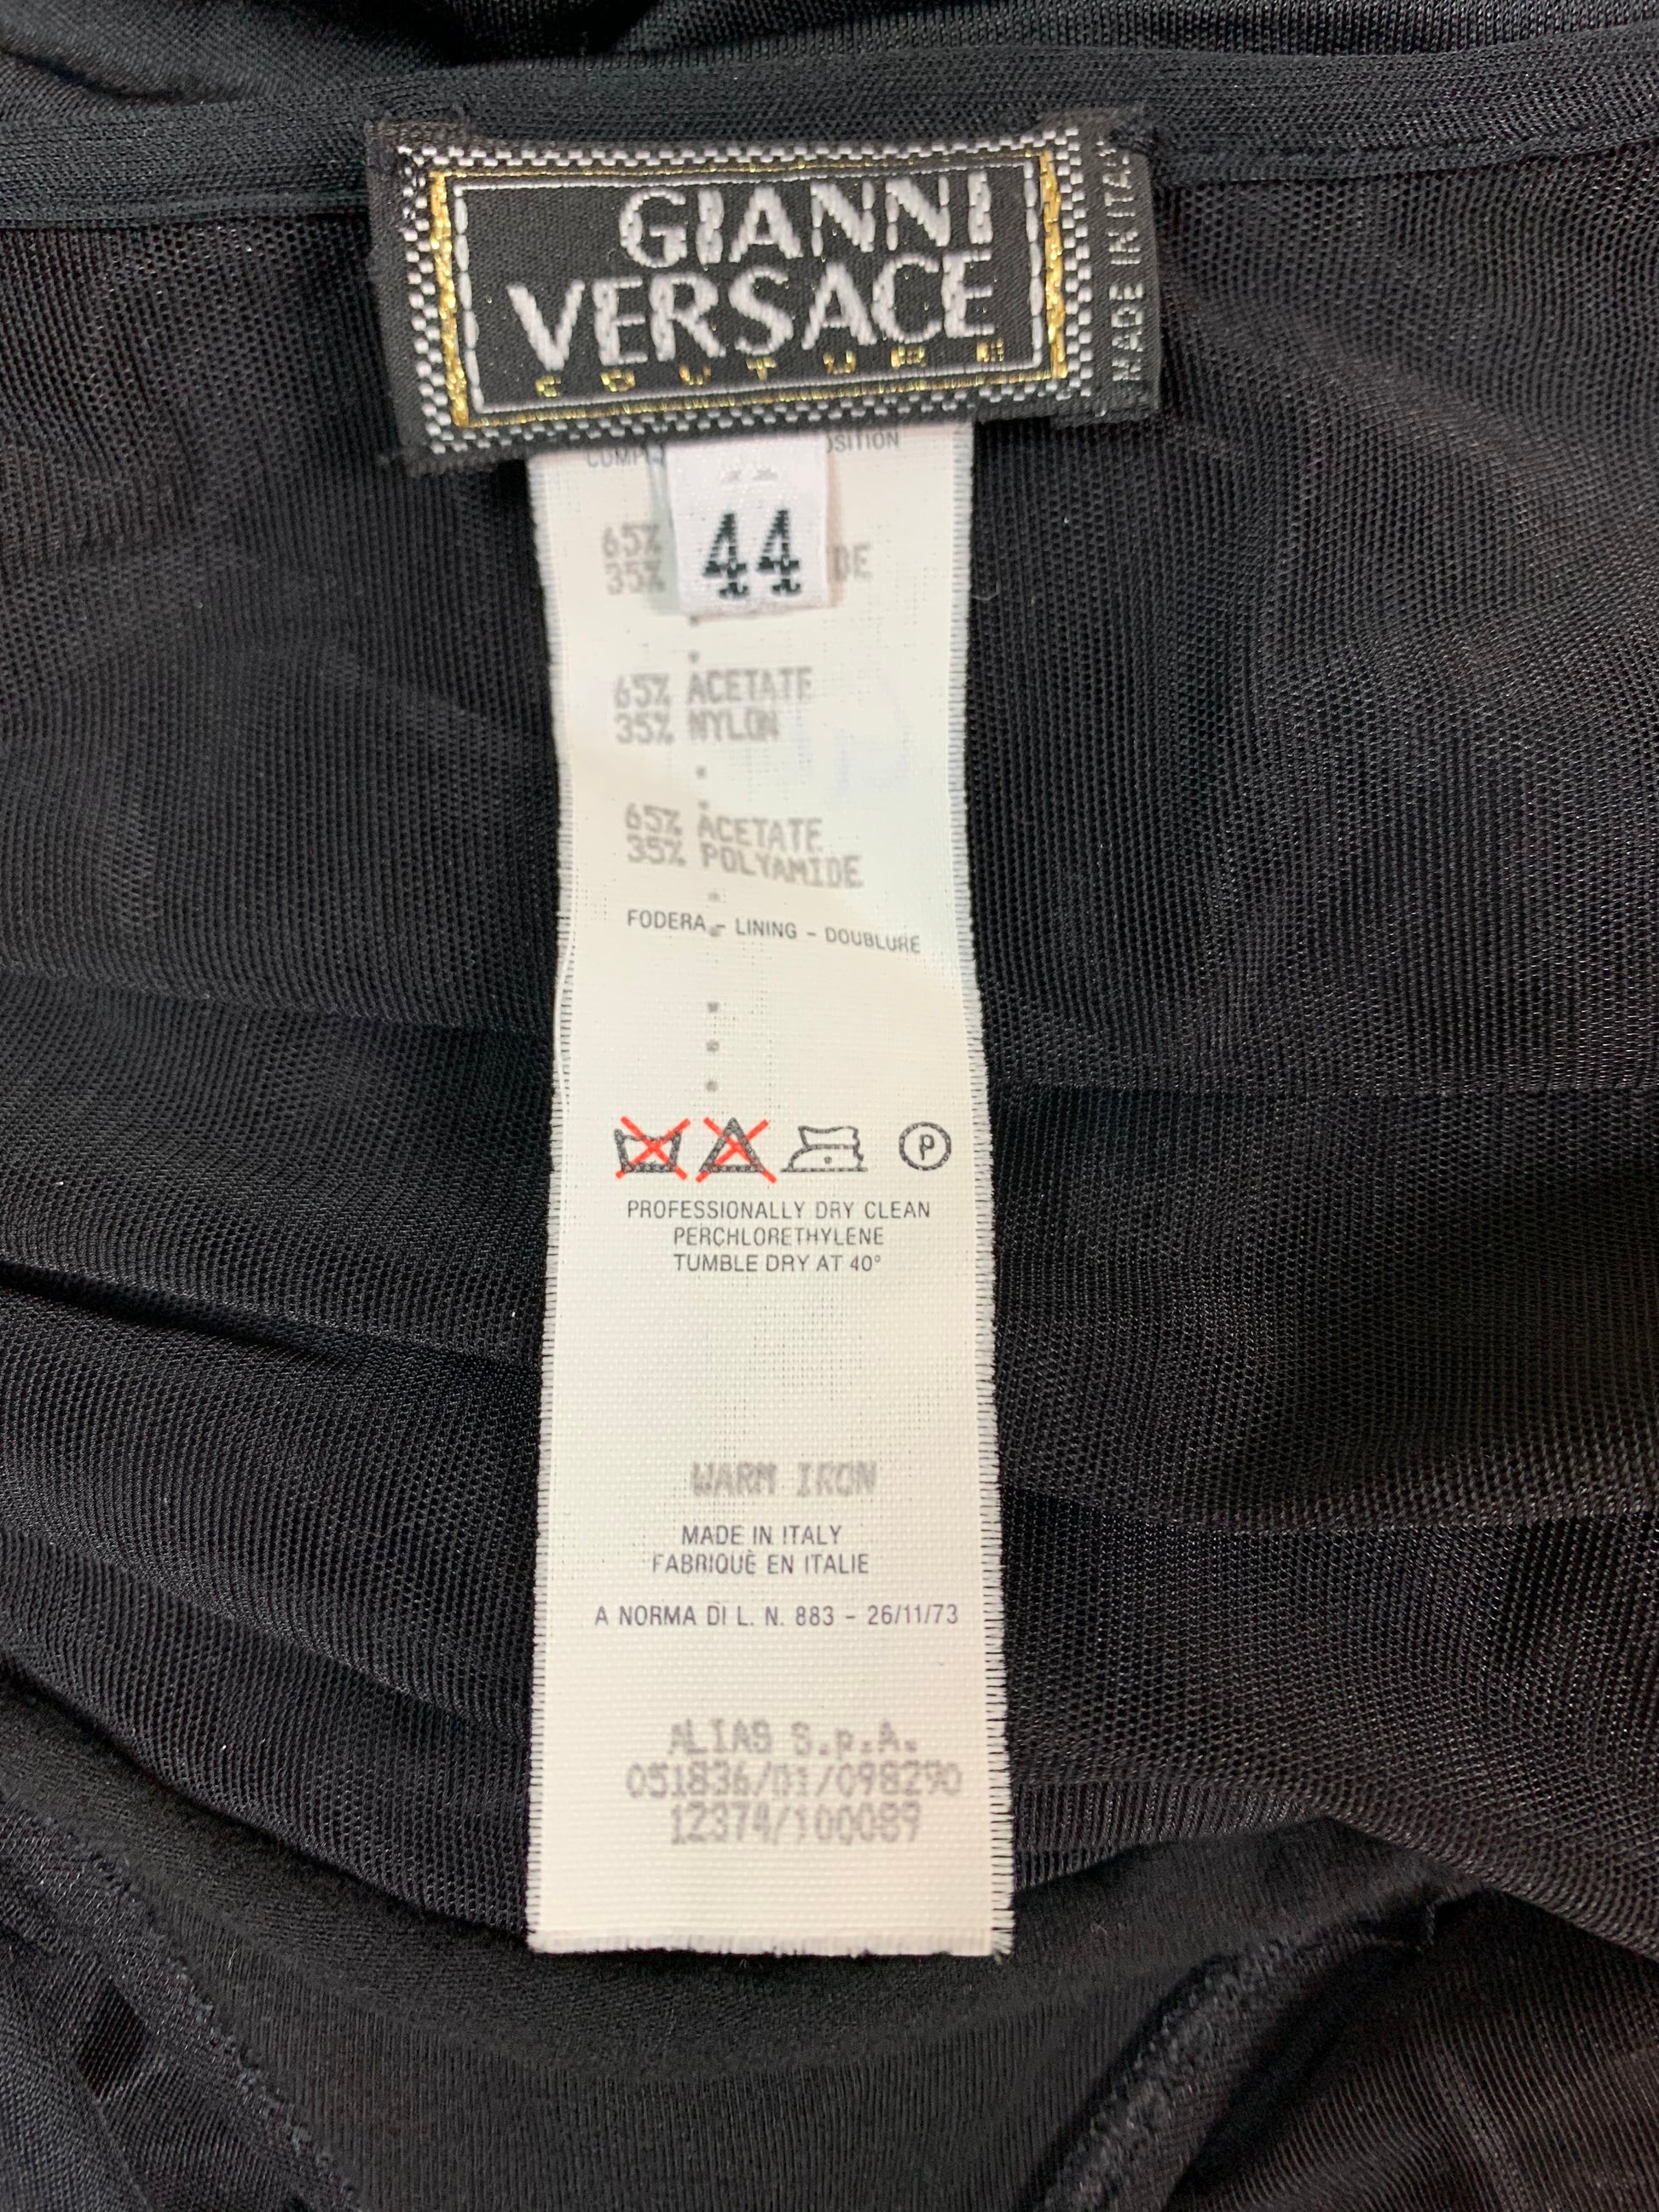 GIANNI
VERSACE
COUTURE
MADE IN ITALY
44
65%
35%
65% ACETATE
35% NYLON
65% ACETATE
35% POLYAMIDE
FODERA - LINING - DOUBLURE
P
PROFESSIONALLY DRY CLEAN
PERCHLORETHYLENE
TUMBLE DRY AT 40°
WARM IRON
MADE IN ITALY
FABRIQUÈ EN ITALIE
A NORMA DI L. N. 883 - 26/11/73
ALIAS S.p.A.
051836/01/098290
12374/100089